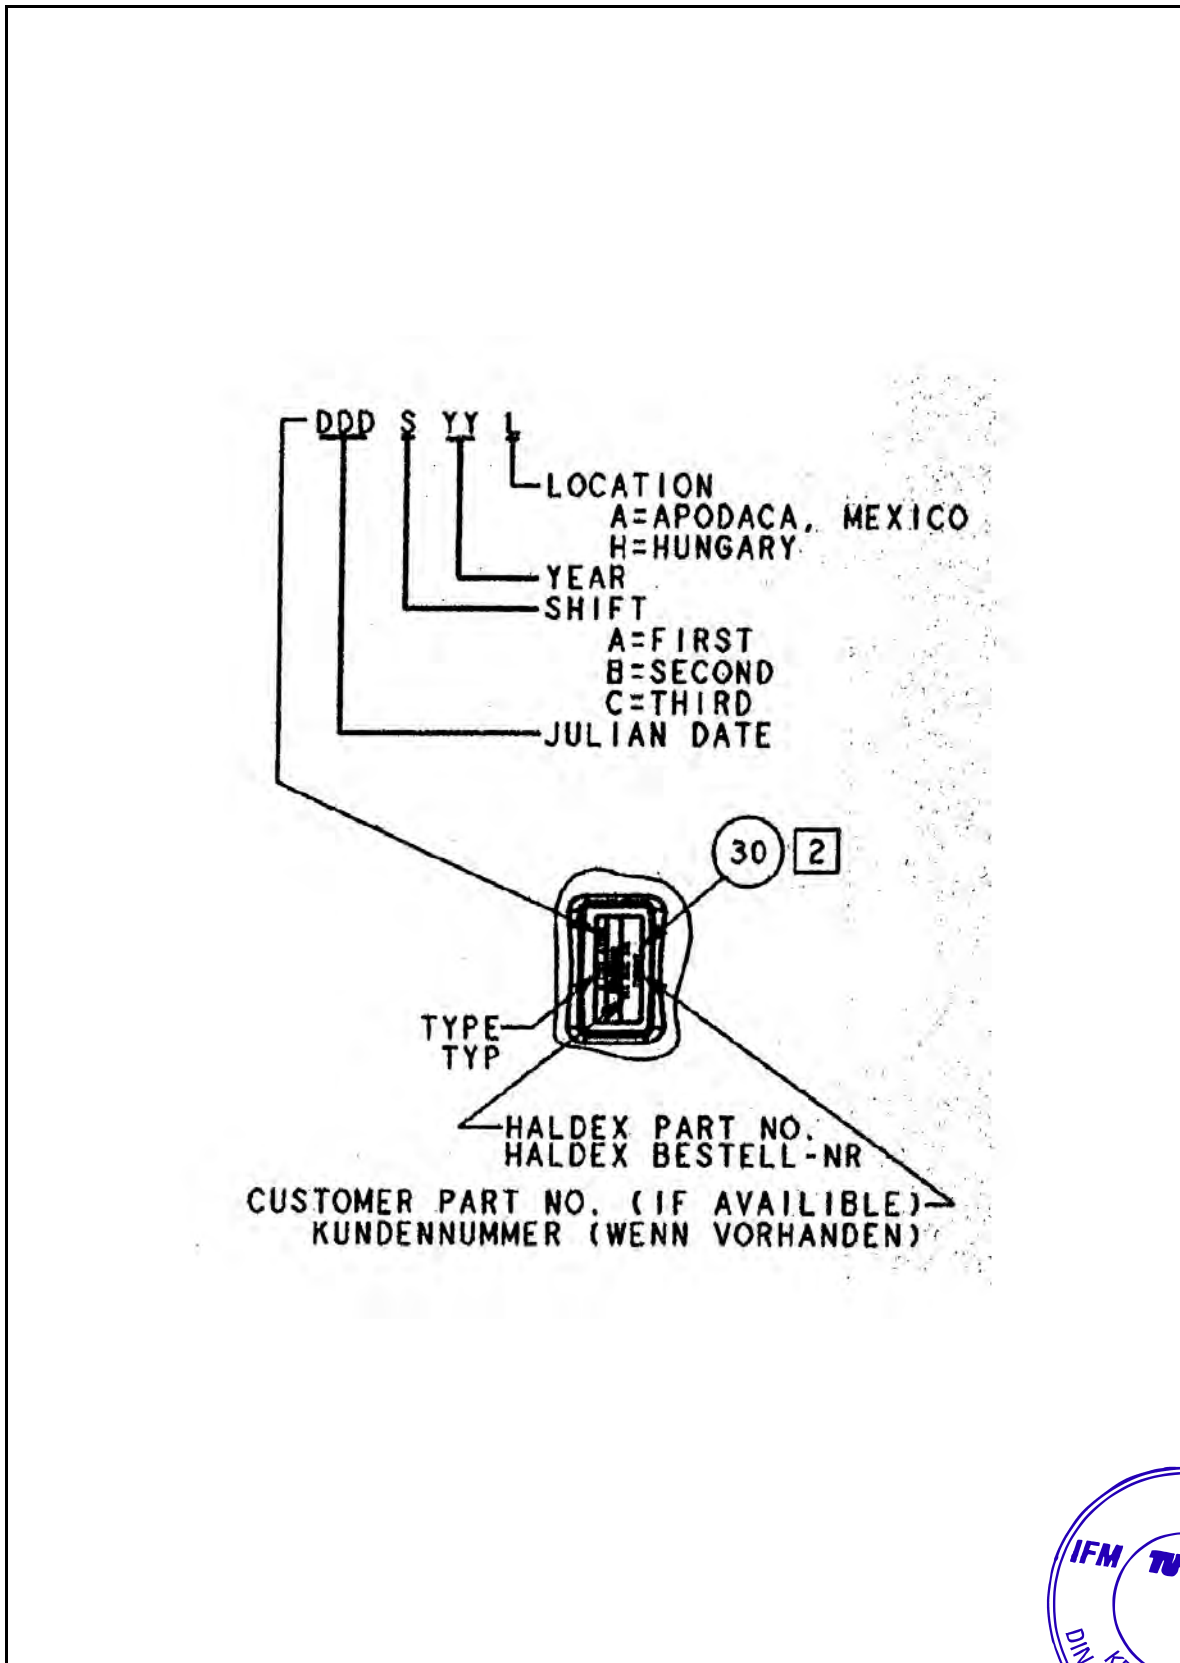 DDD S YY L
LOCATION
A=APODACA, MEXICO
H=HUNGARY
YEAR
SHIFT
A=FIRST
B=SECOND
C=THIRD
JULIAN DATE
30 2
TYPE
TYP
HALDEX PART NO.
HALDEX BESTELL-NR
CUSTOMER PART NO. (IF AVAILIBLE)
KUNDENNUMMER (WENN VORHANDEN)
IFM
DIN